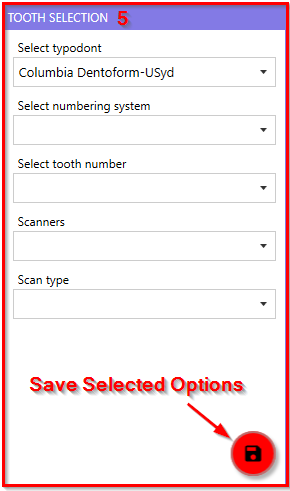 TOOTH SELECTION 5
Select typodont
Columbia Dentoform-USyd
Select numbering system
Select tooth number
Scanners
Scan type
Save Selected Options